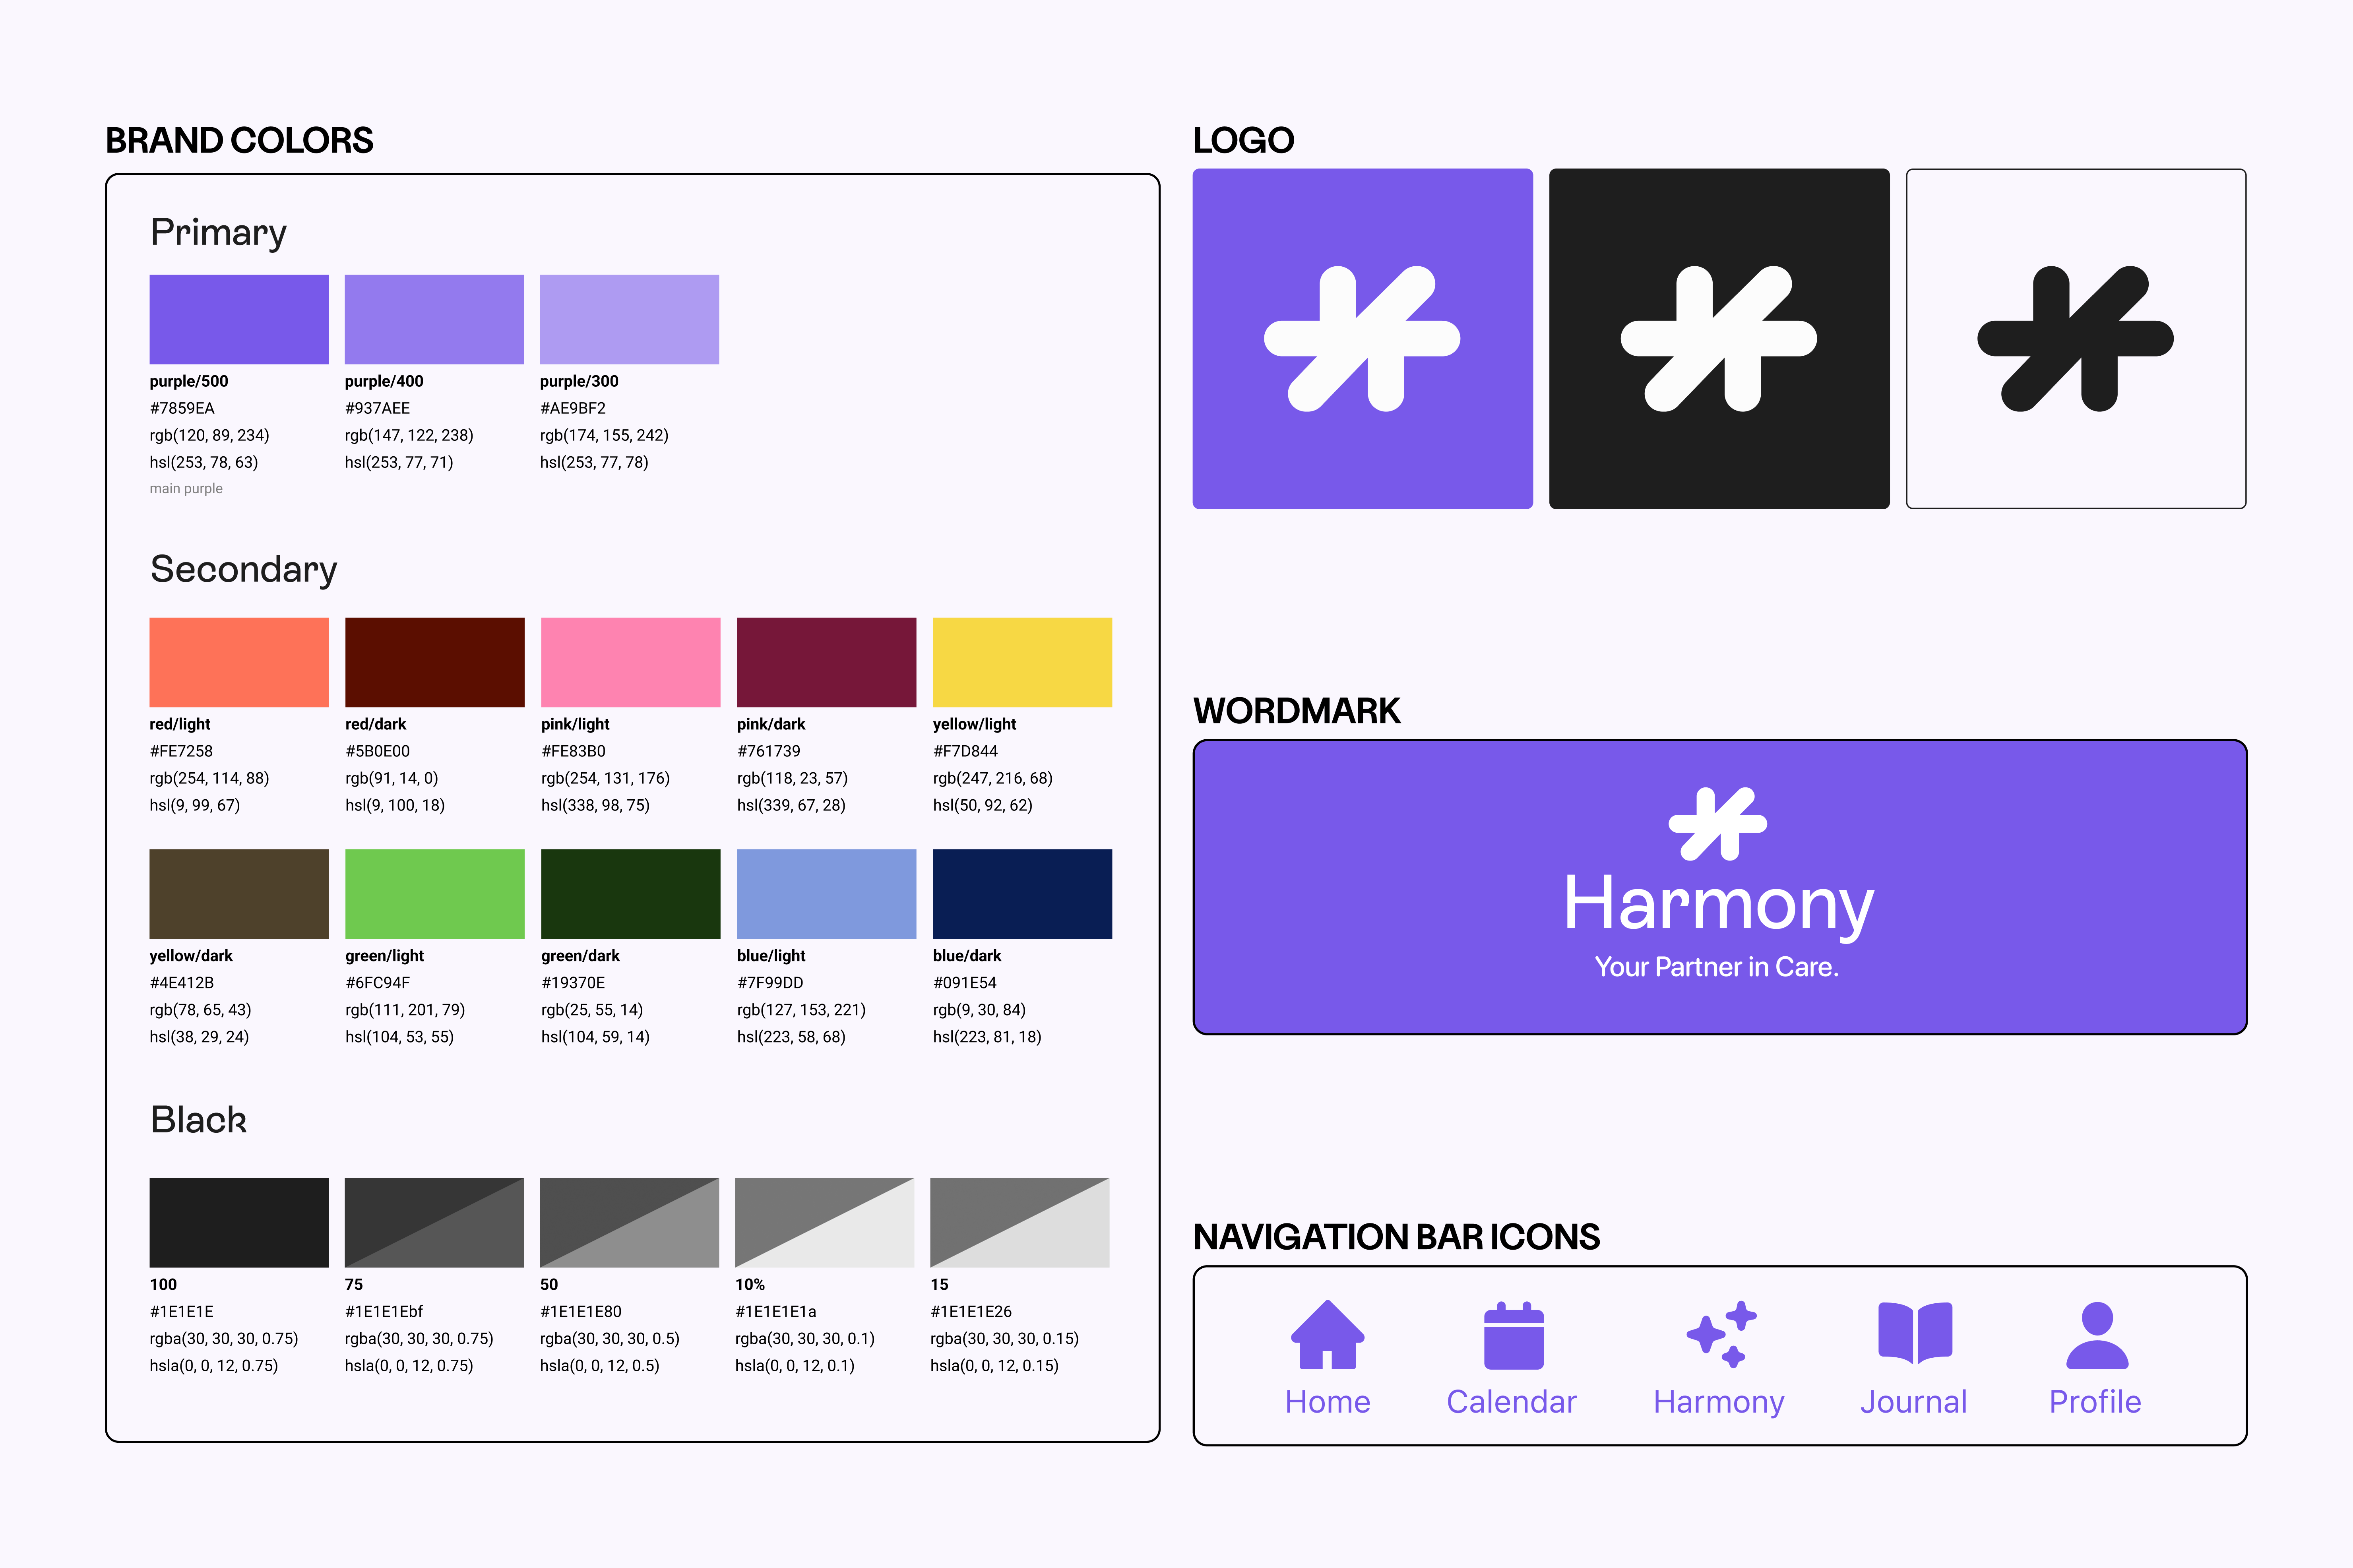 BRAND COLORS
Primary
purple/500
#7859EA
rgb(120, 89, 234)
hsl(253, 78, 63)
main purple
purple/400
#937AEE
rgb(147, 122, 238)
hsl(253, 77, 71)
purple/300
#AE9BF2
rgb(174, 155, 242)
hsl(253, 77, 78)
Secondary
red/light
#FE7258
rgb(254, 114, 88)
hsl(9, 99, 67)
red/dark
#5B0E00
rgb(91, 14, 0)
hsl(9, 100, 18)
pink/light
#FE83B0
rgb(254, 131, 176)
hsl(338, 98, 75)
pink/dark
#761739
rgb(118, 23, 57)
hsl(339, 67, 28)
yellow/light
#F7D844
rgb(247, 216, 68)
hsl(50, 92, 62)
yellow/dark
#4E412B
rgb(78, 65, 43)
hsl(38, 29, 24)
green/light
#6FC94F
rgb(111, 201, 79)
hsl(104, 53, 55)
green/dark
#19370E
rgb(25, 55, 14)
hsl(104, 59, 14)
blue/light
#7F99DD
rgb(127, 153, 221)
hsl(223, 58, 68)
blue/dark
#091E54
rgb(9, 30, 84)
hsl(223, 81, 18)
Black
100
#1E1E1E
rgba(30, 30, 30, 0.75)
hsla(0, 0, 12, 0.75)
75
#1E1E1Ebf
rgba(30, 30, 30, 0.75)
hsla(0, 0, 12, 0.75)
50
#1E1E1E80
rgba(30, 30, 30, 0.5)
hsla(0, 0, 12, 0.5)
10%
#1E1E1E1a
rgba(30, 30, 30, 0.1)
hsla(0, 0, 12, 0.1)
15
#1E1E1E26
rgba(30, 30, 30, 0.15)
hsla(0, 0, 12, 0.15)
LOGO
WORDMARK
Harmony
Your Partner in Care.
NAVIGATION BAR ICONS
Home
Calendar
Harmony
Journal
Profile